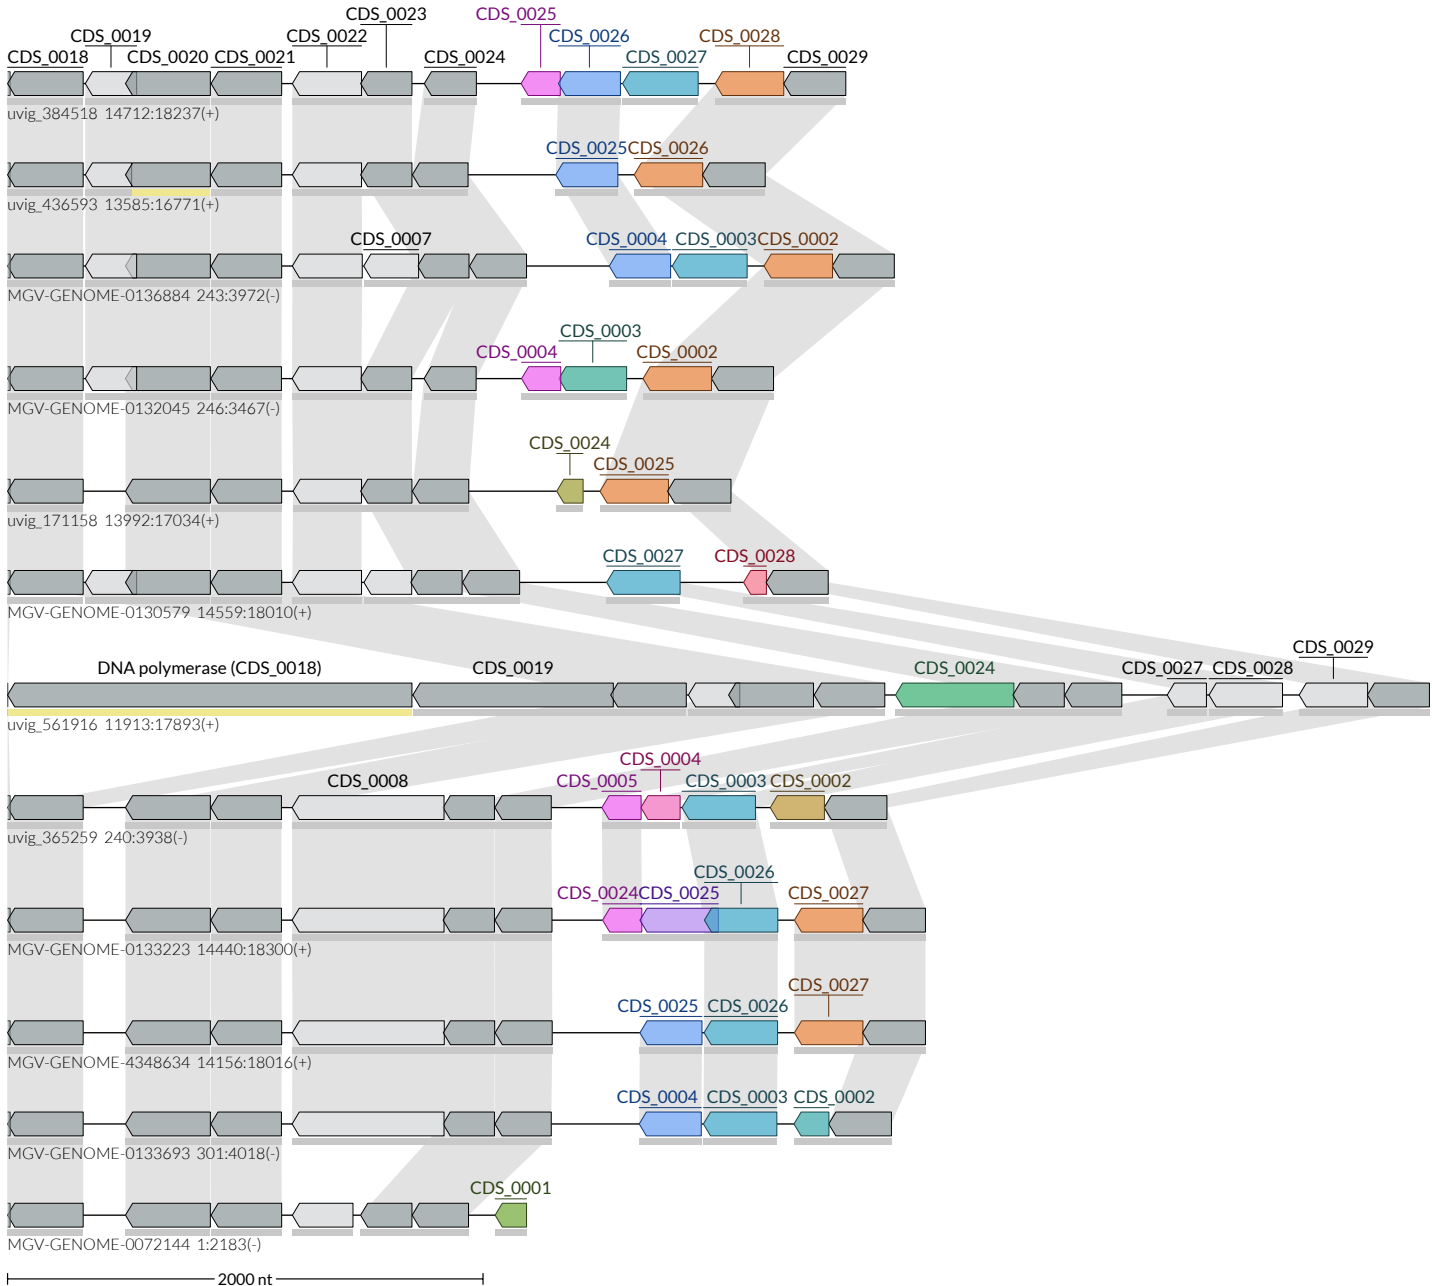 CDS_0023 CDS_0025
CDS_0019 CDS_0022 CDS_0026 CDS_0028
CDS_0018 CDS_0020 CDS_0021 CDS_0024 CDS_0027 CDS_0029
uvig_384518 14712:18237(+)
CDS_0025 CDS_0026
uvig_436593 13585:16771(+)
CDS_0007 CDS_0004 CDS_0003 CDS_0002
MGV-GENOME-0136884 243:3972(-)
CDS_0003
CDS_0004 CDS_0002
MGV-GENOME-0132045 246:3467(-)
CDS_0024
CDS_0025
uvig_171158 13992:17034(+)
CDS_0027 CDS_0028
MGV-GENOME-0130579 14559:18010(+)
CDS_0029
DNA polymerase (CDS_0018) CDS_0019 CDS_0024 CDS_0027 CDS_0028
uvig_561916 11913:17893(+)
CDS_0004
CDS_0008 CDS_0005 CDS_0003 CDS_0002
uvig_365259 240:3938(-)
CDS_0026
CDS_0024 CDS_0025 CDS_0027
MGV-GENOME-0133223 14440:18300(+)
CDS_0027
CDS_0025 CDS_0026
MGV-GENOME-4348634 14156:18016(+)
CDS_0004 CDS_0003 CDS_0002
MGV-GENOME-0133693 301:4018(-)
CDS_0001
MGV-GENOME-0072144 1:2183(-)
2000 nt